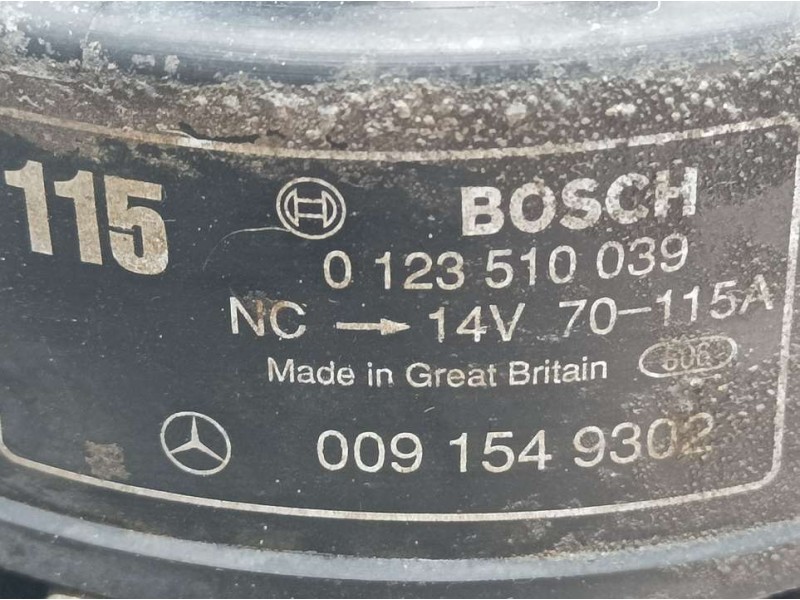 115
BOSCH
0 123 510 039
NC → 14V 70-115A
Made in Great Britain
009 154 9302